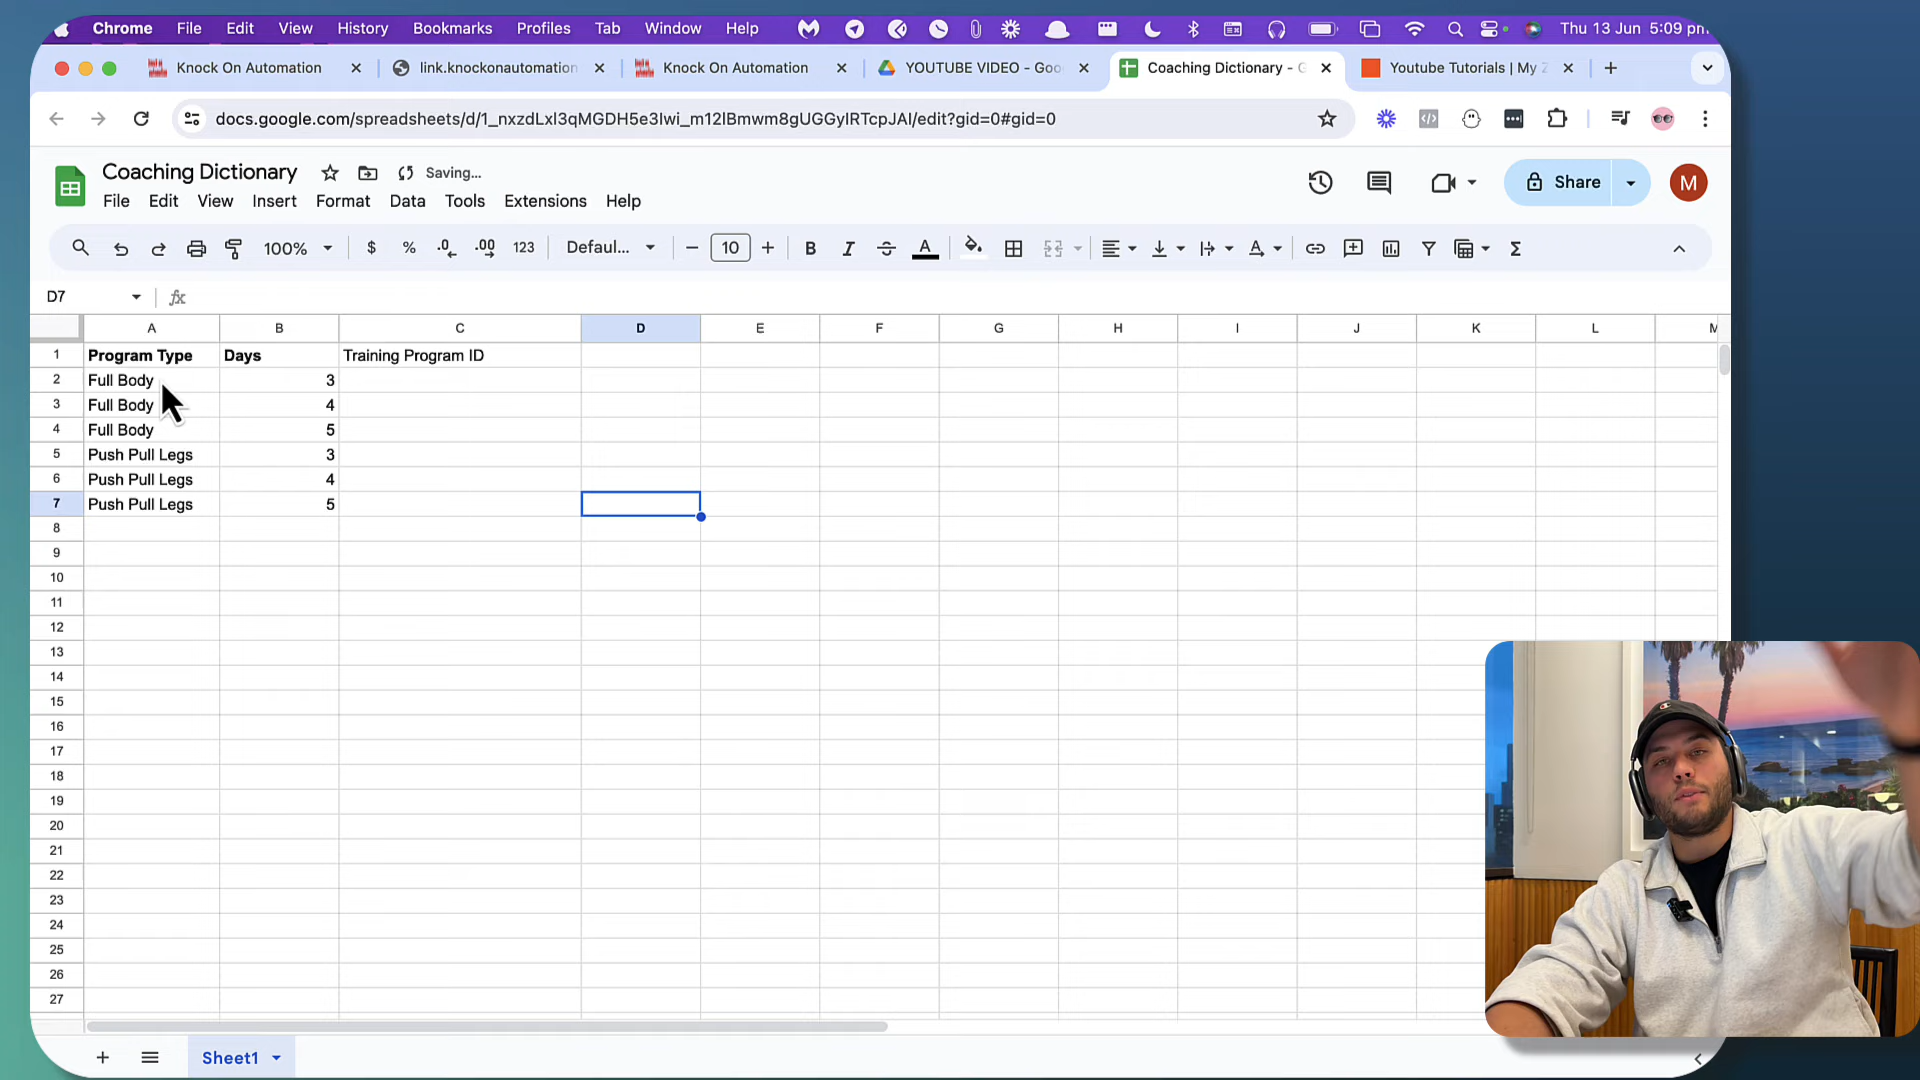 Chrome File Edit View History Bookmarks Profiles Tab Window Help Thu 13 Jun 5:09 pm
Knock On Automation link.knockonautomation Knock On Automation YOUTUBE VIDEO - Goo Coaching Dictionary - G Youtube Tutorials | My Z
docs.google.com/spreadsheets/d/1_nxzdLxl3qMGDH5e3Iwi_m12lBmwm8gUGGyIRTcpJAI/edit?gid=0#gid=0
Coaching Dictionary Saving...
File Edit View Insert Format Data Tools Extensions Help
Share M
100% $ % .0 .00 123 Defaul... 10 B I A
D7 fx
A B C D E F G H I J K L M
1 Program Type Days Training Program ID
2 Full Body 3
3 Full Body 4
4 Full Body 5
5 Push Pull Legs 3
6 Push Pull Legs 4
7 Push Pull Legs 5
8
9
10
11
12
13
14
15
16
17
18
19
20
21
22
23
24
25
26
27
Sheet1